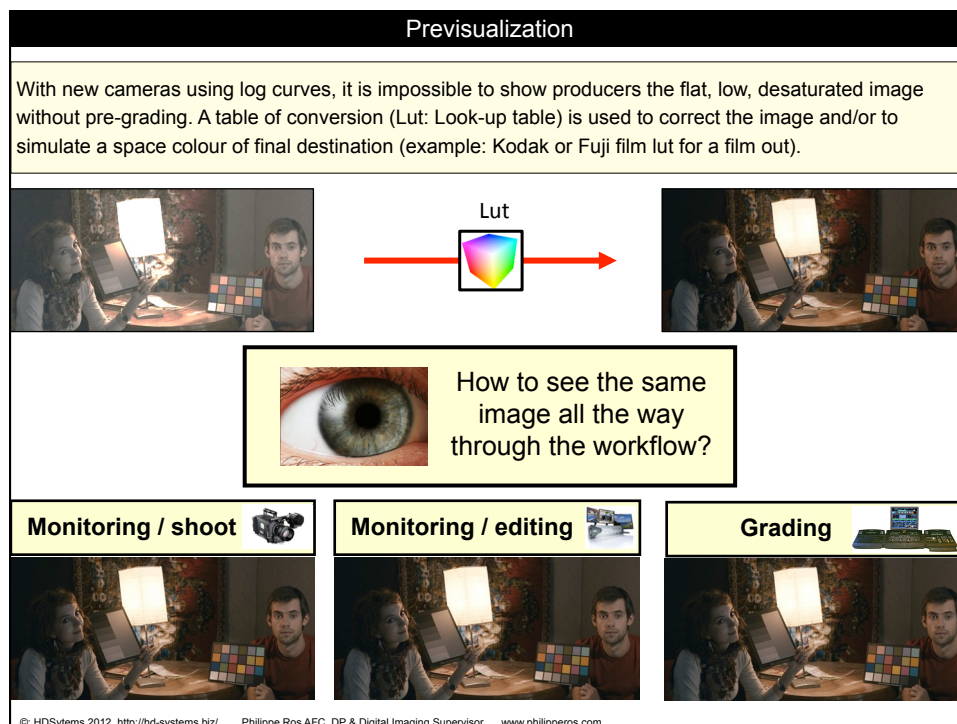 Previsualization
With new cameras using log curves, it is impossible to show producers the flat, low, desaturated image
without pre-grading. A table of conversion (Lut: Look-up table) is used to correct the image and/or to
simulate a space colour of final destination (example: Kodak or Fuji film lut for a film out).
Lut
How to see the same
image all the way
through the workflow?
Monitoring / shoot
Monitoring / editing
Grading
©: HDSytems 2012 http://hd-systems.biz/ Philippe Ros AFC, DP & Digital Imaging Supervisor www.philipperos.com